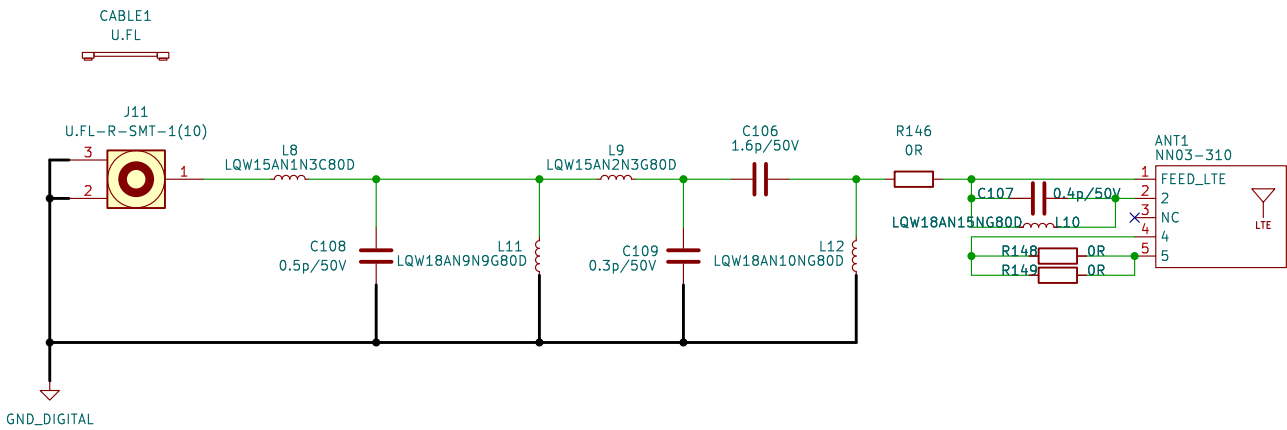 CABLE1
U.FL
J11
U.FL-R-SMT-1(10)
3
2
1
L8
LQW15AN1N3C80D
L9
LQW15AN2N3G80D
C106
1.6p/50V
R146
0R
ANT1
NN03-310
1
FEED_LTE
C107
0.4p/50V
2
2
LQW18AN15NG80D
L10
3
NC
LTE
4
4
C108
0.5p/50V
L11
LQW18AN9N9G80D
C109
0.3p/50V
L12
LQW18AN10NG80D
R148
0R
5
5
R149
0R
GND_DIGITAL